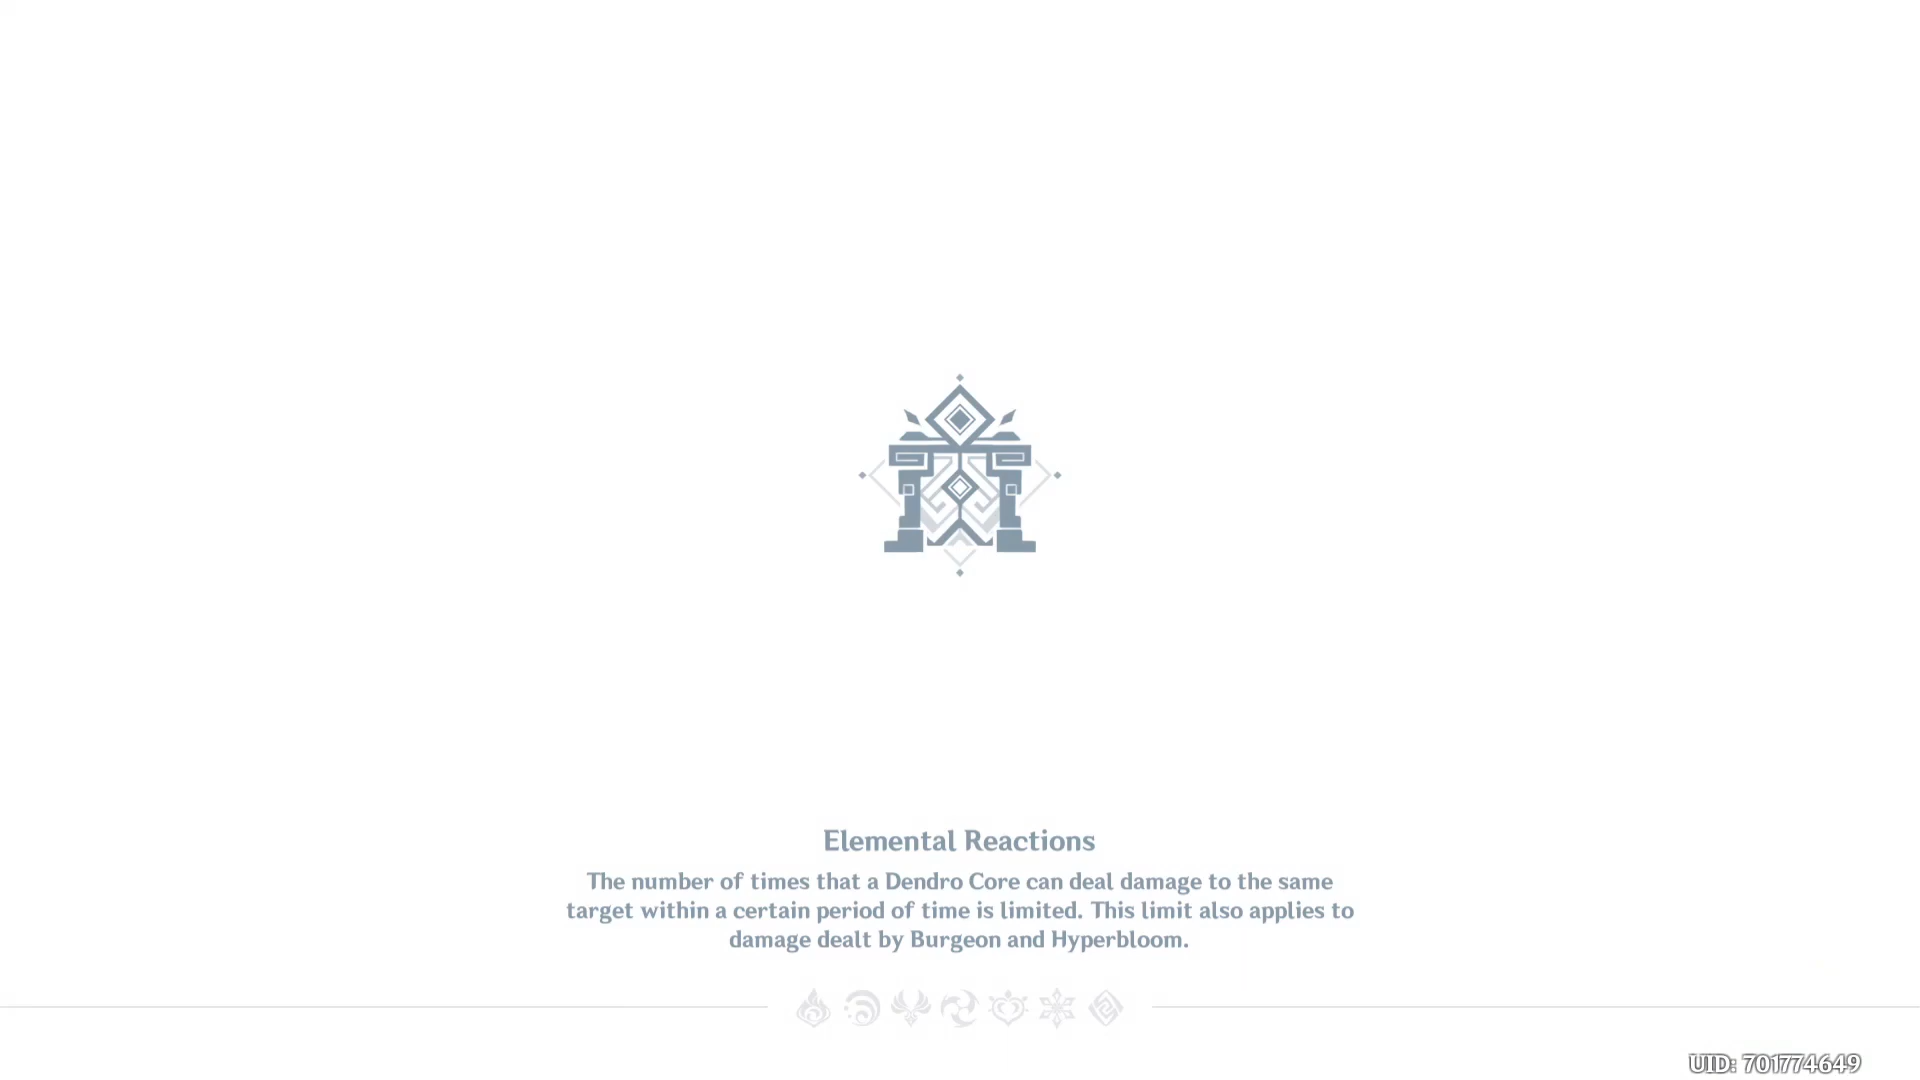 Elemental Reactions
The number of times that a Dendro Core can deal damage to the same
target within a certain period of time is limited. This limit also applies to
damage dealt by Burgeon and Hyperbloom.
UID: 701774649